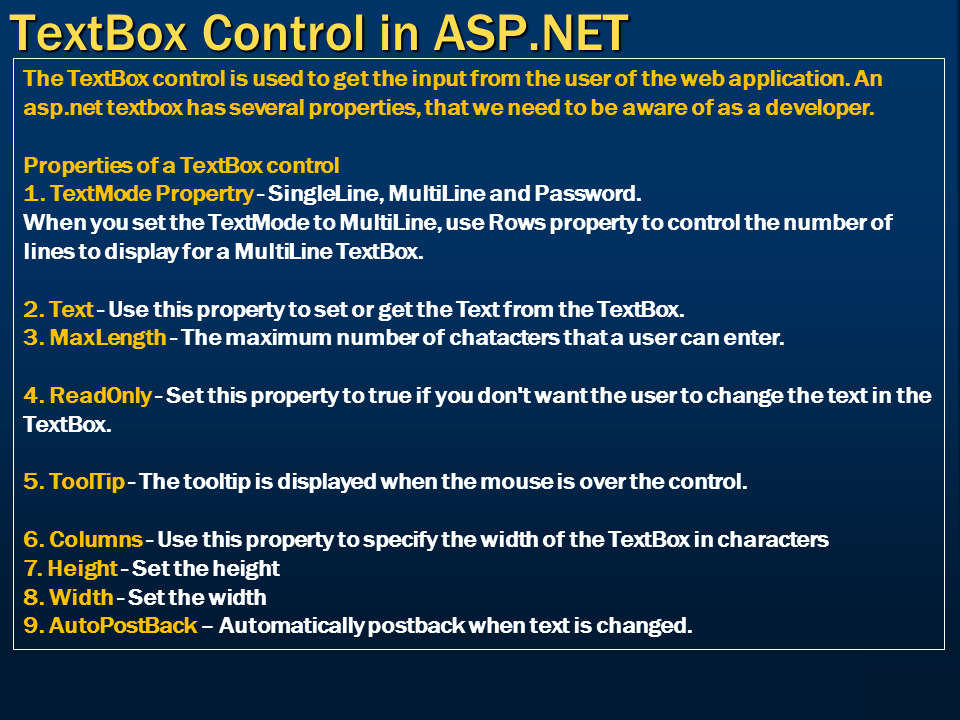 TextBox Control in ASP.NET
The TextBox control is used to get the input from the user of the web application. An
asp.net textbox has several properties, that we need to be aware of as a developer.
Properties of a TextBox control
1. TextMode Propertry - SingleLine, MultiLine and Password.
When you set the TextMode to MultiLine, use Rows property to control the number of
lines to display for a MultiLine TextBox.
2. Text - Use this property to set or get the Text from the TextBox.
3. MaxLength - The maximum number of chatacters that a user can enter.
4. ReadOnly - Set this property to true if you don't want the user to change the text in the
TextBox.
5. ToolTip - The tooltip is displayed when the mouse is over the control.
6. Columns - Use this property to specify the width of the TextBox in characters
7. Height - Set the height
8. Width - Set the width
9. AutoPostBack – Automatically postback when text is changed.